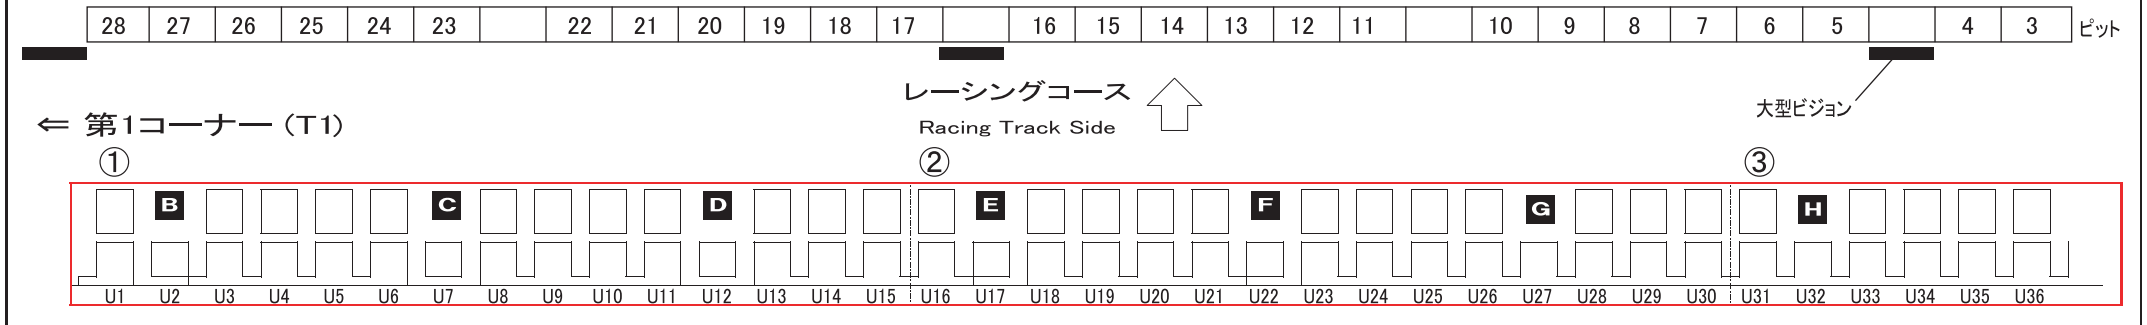 28 27 26 25 24 23 22 21 20 19 18 17 16 15 14 13 12 11 10 9 8 7 6 5 4 3 ピット
レーシングコース
大型ビジョン
⇐ 第1コーナー(T1)
Racing Track Side
① ② ③
B C D E F G H
U1 U2 U3 U4 U5 U6 U7 U8 U9 U10 U11 U12 U13 U14 U15 U16 U17 U18 U19 U20 U21 U22 U23 U24 U25 U26 U27 U28 U29 U30 U31 U32 U33 U34 U35 U36